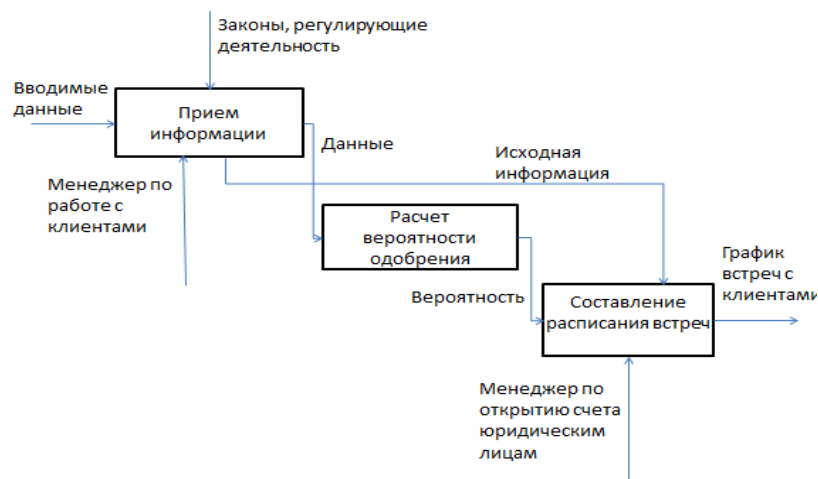 Законы, регулирующие
деятельность
Вводимые
данные
Прием
информации
Данные
Исходная
информация
Менеджер по
работе с
клиентами
Расчет
вероятности
одобрения
График
встреч с
клиентами
Вероятность
Составление
расписания встреч
Менеджер по
открытию счета
юридическим
лицам